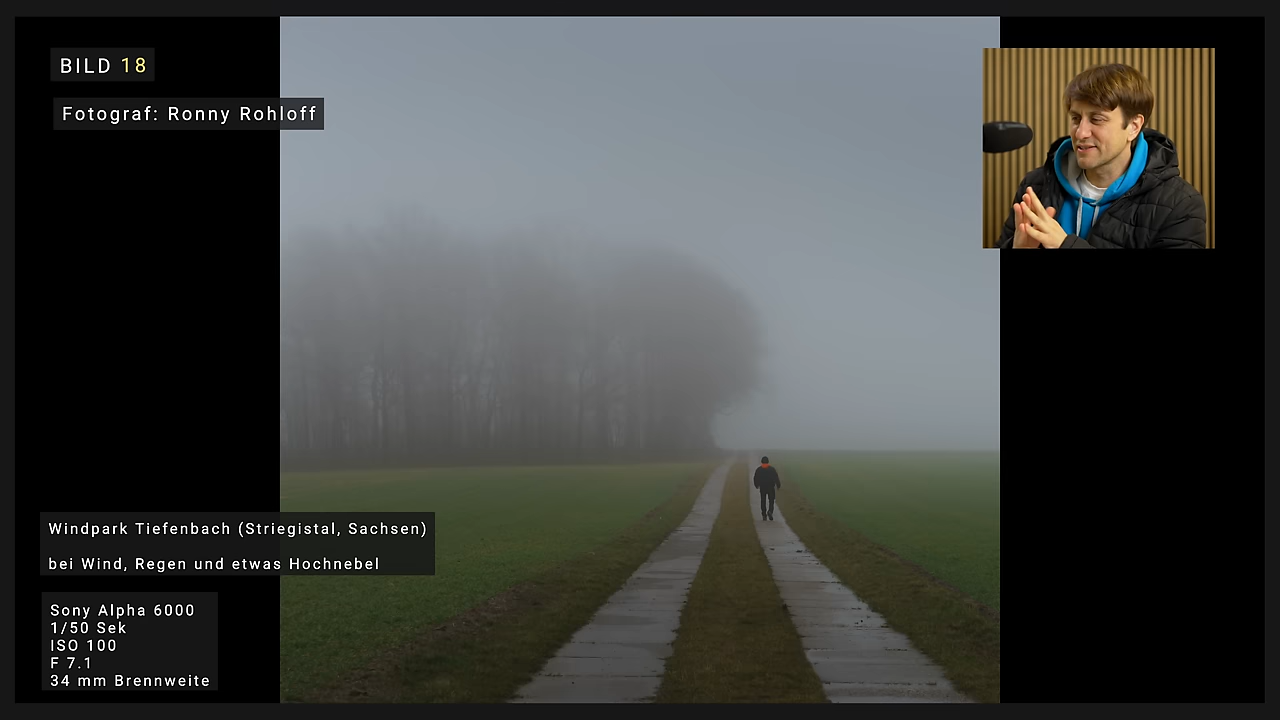 BILD 18
Fotograf: Ronny Rohloff
Windpark Tiefenbach (Striegistal, Sachsen)
bei Wind, Regen und etwas Hochnebel
Sony Alpha 6000
1/50 Sek
ISO 100
F 7.1
34 mm Brennweite